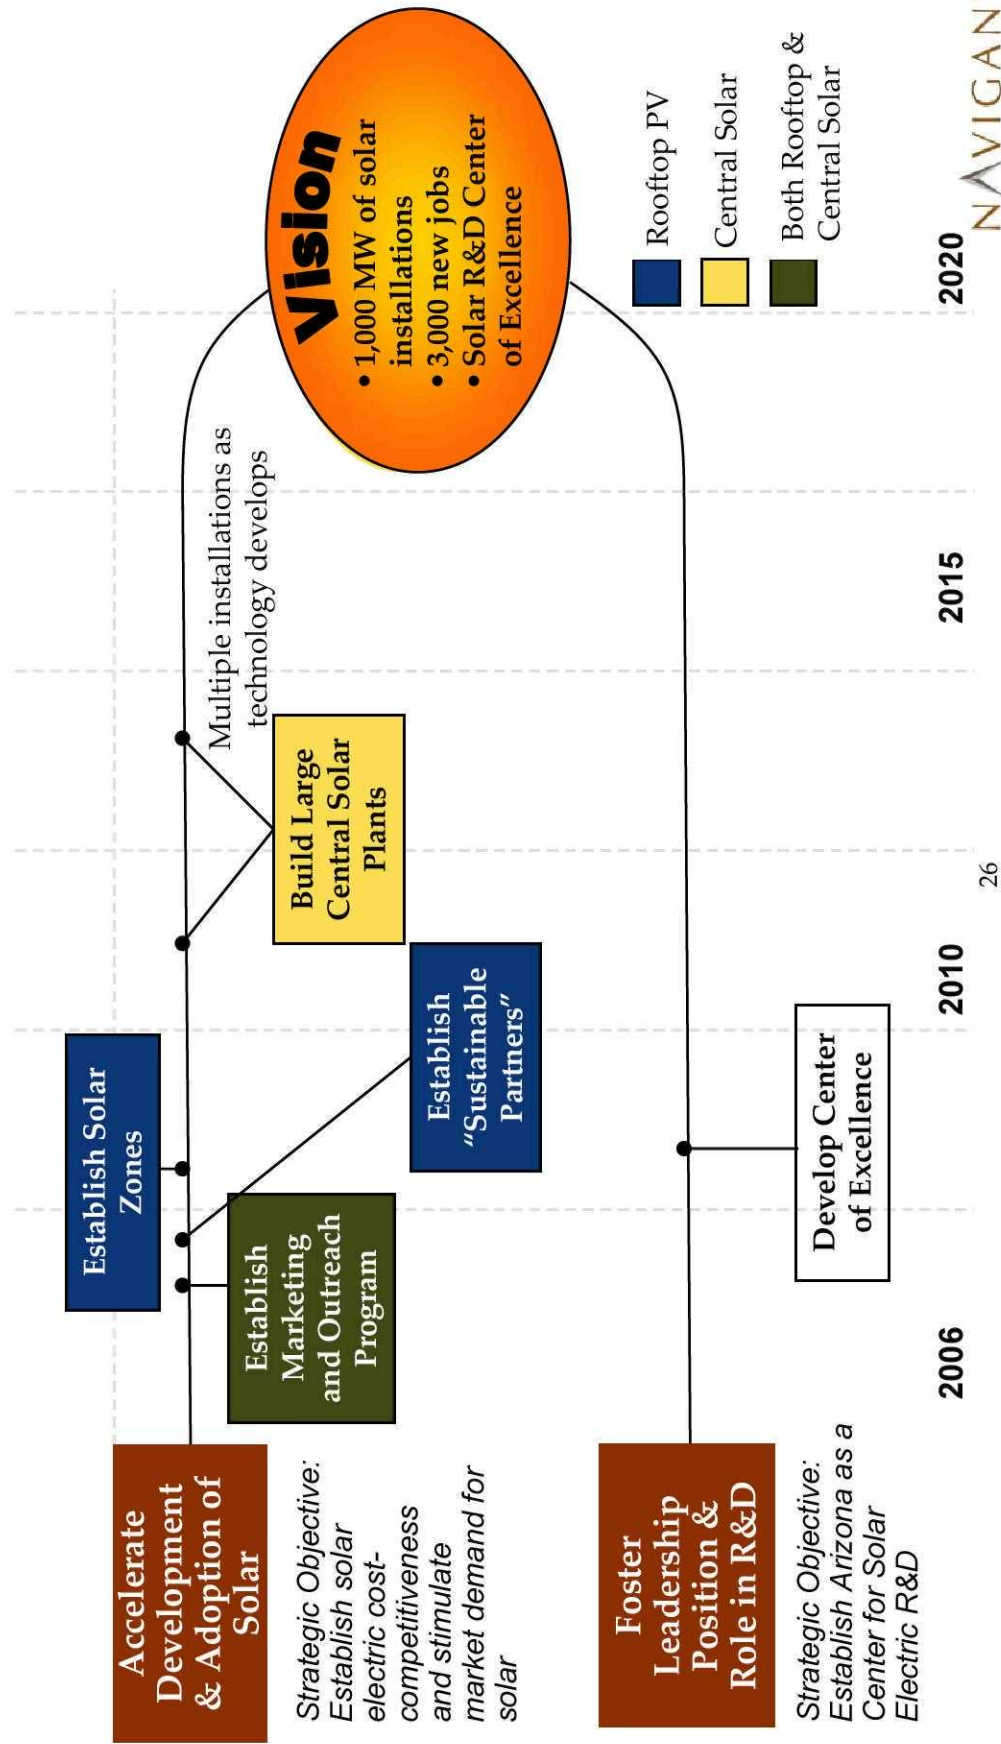 Accelerate
Development
& Adoption of
Solar
Strategic Objective:
Establish solar
electric cost-
competitiveness
and stimulate
market demand for
solar
Establish Solar
Zones
Establish
Marketing
and Outreach
Program
Establish
“Sustainable
Partners”
Build Large
Central Solar
Plants
Multiple installations as
technology develops
Vision
• 1,000 MW of solar
installations
• 3,000 new jobs
• Solar R&D Center
of Excellence
Foster
Leadership
Position &
Role in R&D
Strategic Objective:
Establish Arizona as a
Center for Solar
Electric R&D
Develop Center
of Excellence
Rooftop PV
Central Solar
Both Rooftop &
Central Solar
2006
2010
2015
2020
26
NAVIGAN